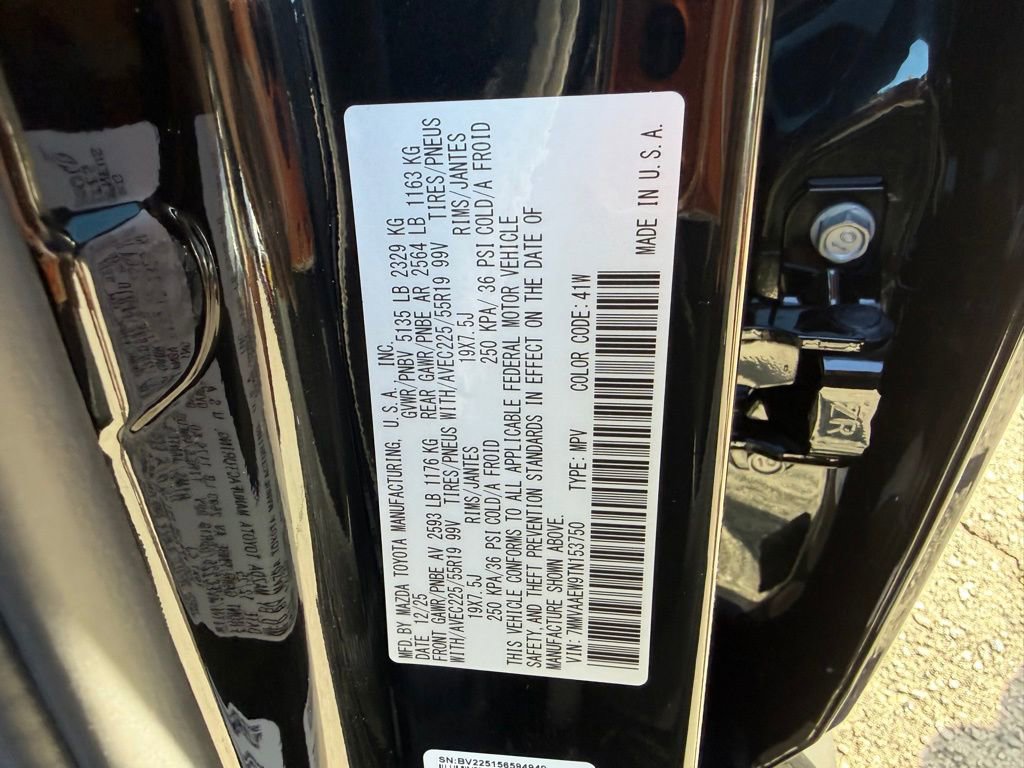 MFD BY MAZDA TOYOTA MANUFACTURING, U.S.A., INC.
DATE 12/25 GVWR/PNBV 5135 LB 2329 KG
FRONT GAWR/PNBE AV 2593 LB 1176 KG REAR GAWR/PNBE AR 2564 LB 1163 KG
WITH/AVEC225/55R19 99V TIRES/PNEUS WITH/AVEC225/55R19 99V TIRES/PNEUS
19X7.5J RIMS/JANTES 19X7.5J RIMS/JANTES
250 KPA/36 PSI COLD/A FROID 250 KPA/ 36 PSI COLD/A FROID
THIS VEHICLE CONFORMS TO ALL APPLICABLE FEDERAL MOTOR VEHICLE
SAFETY AND THEFT PREVENTION STANDARDS IN EFFECT ON THE DATE OF
MANUFACTURE SHOWN ABOVE.
VIN: 7MMVAAEW9TN153750 TYPE: MPV COLOR CODE:41W
MADE IN U.S.A.
SN:BV225156594940
7R
10